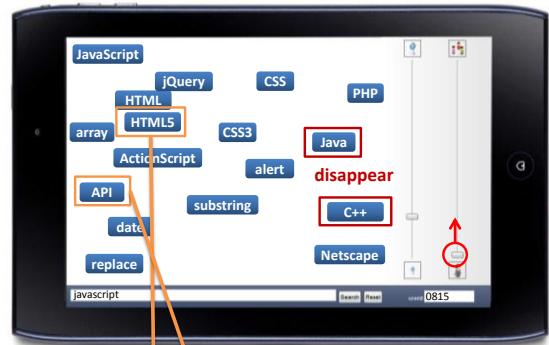 JavaScript
jQuery
CSS
PHP
HTML
HTML5
array
CSS3
Java
ActionScript
alert
disappear
API
substring
C++
date
Netscape
replace
javascript
Search
Reset
userid
0815